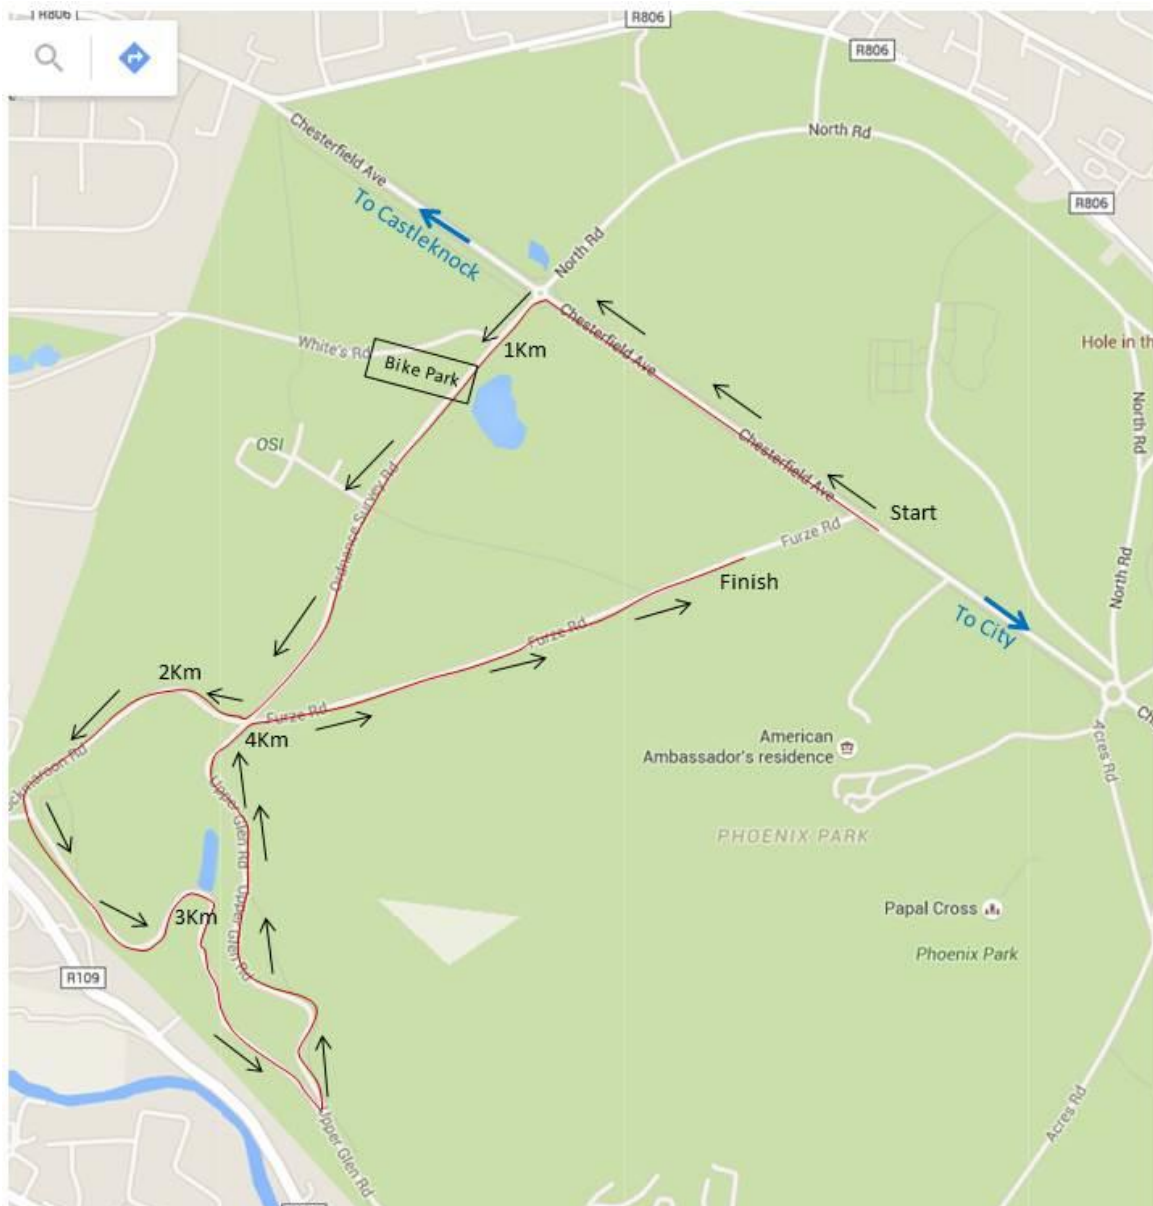 R806
R806
R806
Chesterfield Ave
North Rd
To Castleknock
R806
North Rd
Chesterfield Ave
Hole in th
White's Rd
1Km
Bike Park
North Rd
OSI
Chesterfield Ave
Start
Ordnance Survey Rd
Furze Rd
Finish
North Rd
To City
Furze Rd
2Km
Furze Rd
4Km
American
Ambassador's residence
Acres Rd
Upper Glen Rd
PHOENIX PARK
3Km
Upper Glen Rd
Papal Cross
Phoenix Park
R109
Upper Glen Rd
Acres Rd